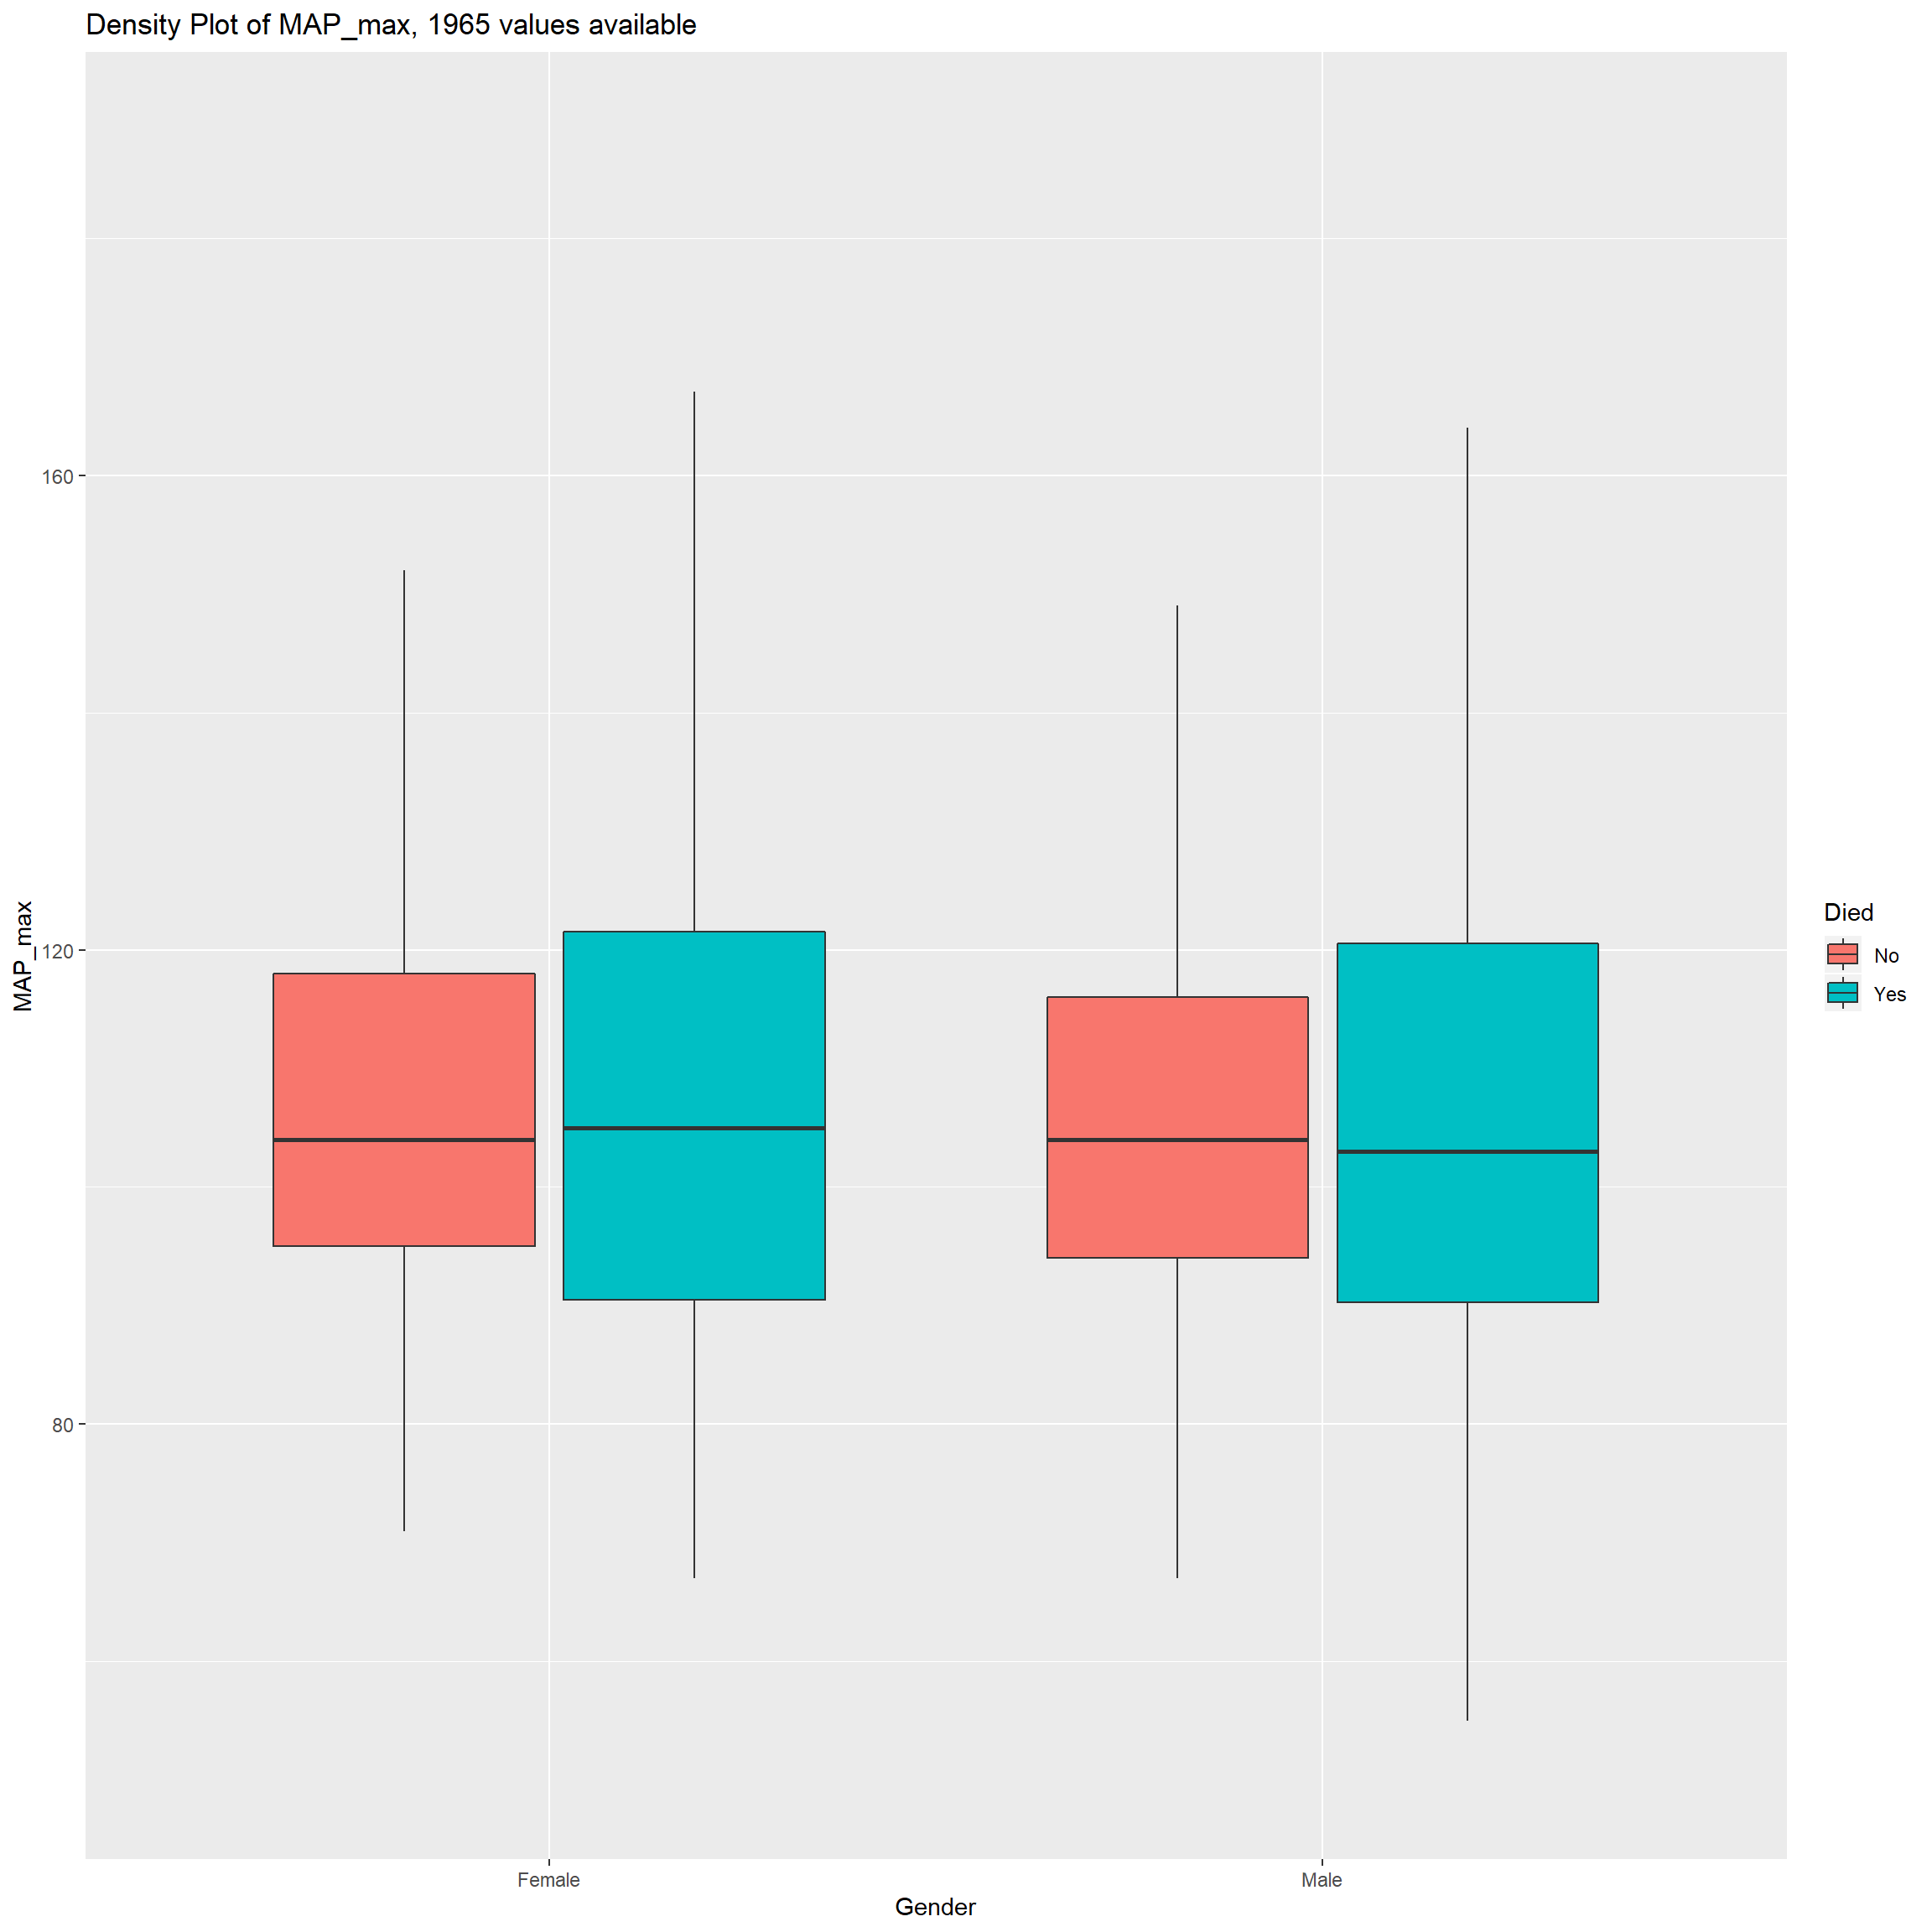 Density Plot of MAP_max, 1965 values available
160
120
80
MAP_max
Female
Male
Gender
Died
No
Yes